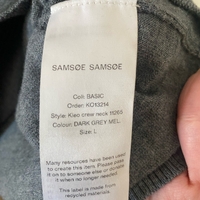 SAMSØE SAMSØE
Coll: BASIC
Order: KO13214
Style: Kleo crew neck 11265
Colour: DARK GREY MEL.
Size: L
Many resources have been used
to create this item. Please pass
it on to someone else or donate
it when no longer needed.
This label is made from
recycled materials.